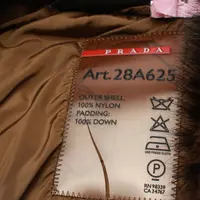 PRADA
Art.28A625
OUTER SHELL:
100% NYLON
PADDING:
100% DOWN
P
RN 98339
CA 24767